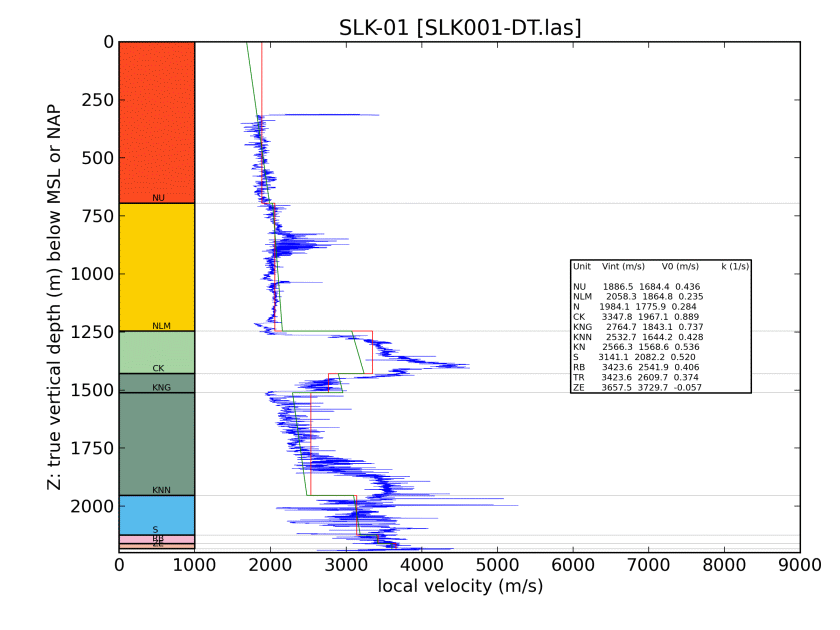 SLK-01 [SLK001-DT.las]
0
250
500
750
1000
1250
1500
1750
2000
Z: true vertical depth (m) below MSL or NAP
NU
NLM
CK
KNG
KNN
S
RB
ZE
Unit Vint (m/s) V0 (m/s) k (1/s)
NU 1886.5 1684.4 0.436
NLM 2058.3 1864.8 0.235
N 1984.1 1775.9 0.284
CK 3347.8 1967.1 0.889
KNG 2764.7 1843.1 0.737
KNN 2532.7 1644.2 0.428
KN 2566.3 1568.6 0.536
S 3141.1 2082.2 0.520
RB 3423.6 2541.9 0.406
TR 3423.6 2609.7 0.374
ZE 3657.5 3729.7 -0.057
0 1000 2000 3000 4000 5000 6000 7000 8000 9000
local velocity (m/s)